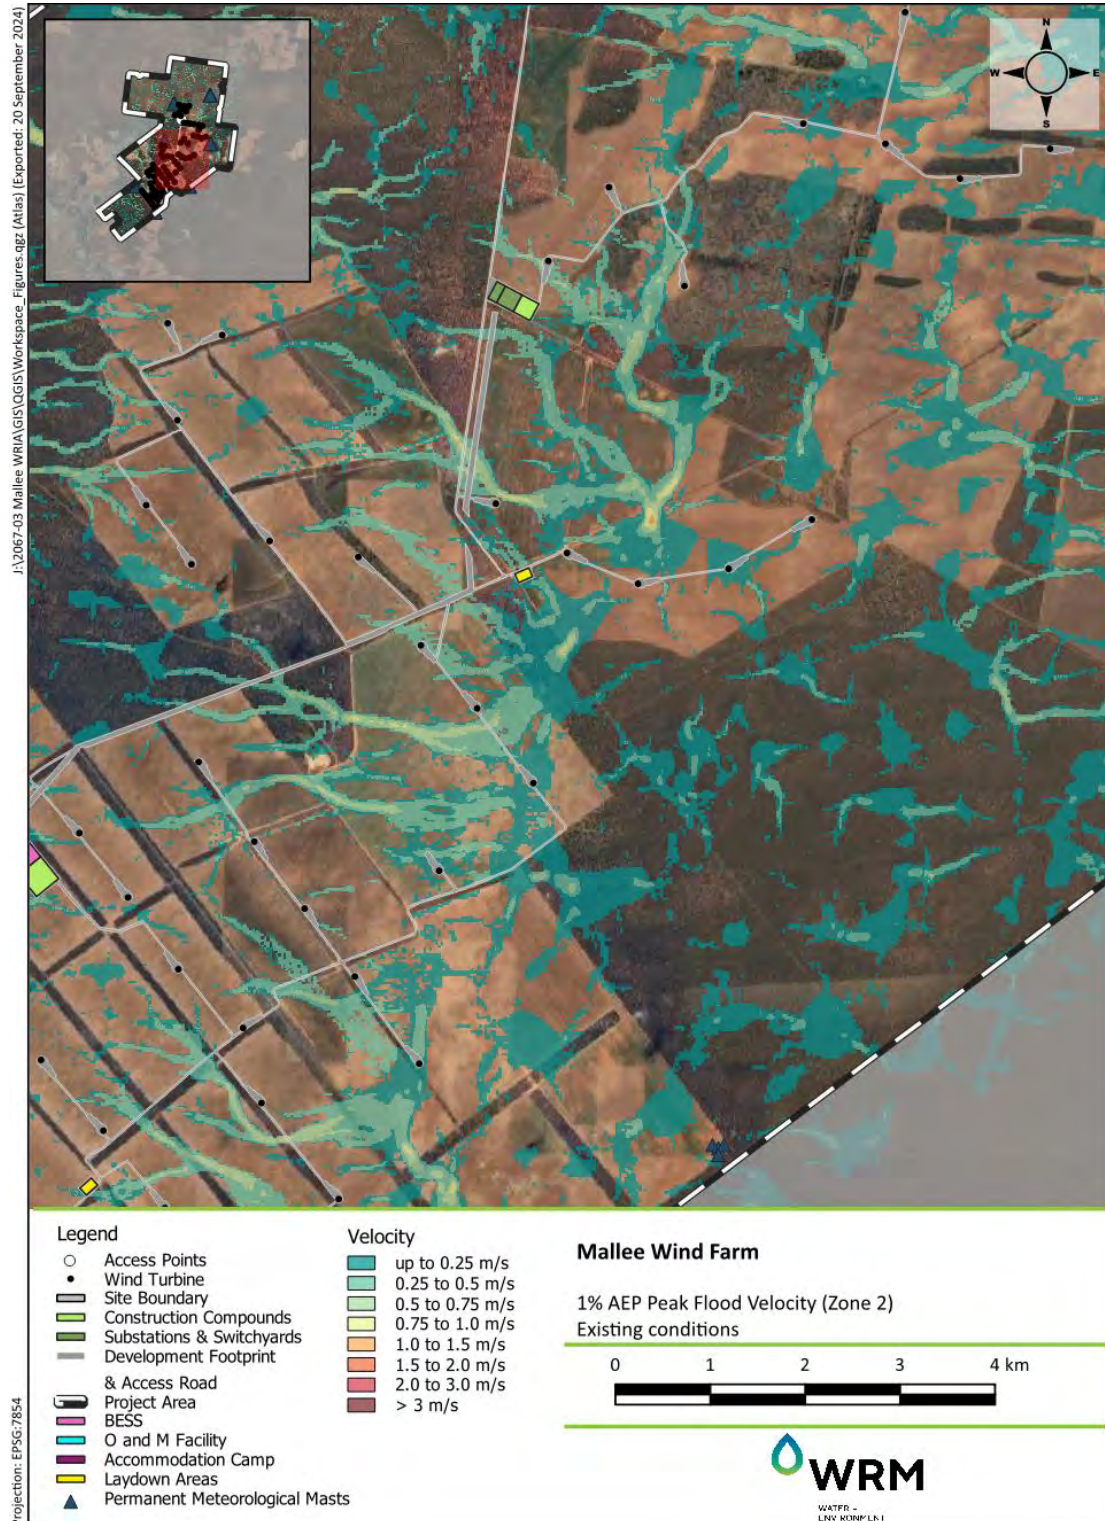 J:\2067-03 Mallee WRIA\GIS\QGIS\Workspace_Figures.qgz (Atlas) (Exported: 20 September 2024)
N
W
E
S
Legend
Access Points
Wind Turbine
Site Boundary
Construction Compounds
Substations & Switchyards
Development Footprint
& Access Road
Project Area
BESS
O and M Facility
Accommodation Camp
Laydown Areas
Permanent Meteorological Masts
Velocity
up to 0.25 m/s
0.25 to 0.5 m/s
0.5 to 0.75 m/s
0.75 to 1.0 m/s
1.0 to 1.5 m/s
1.5 to 2.0 m/s
2.0 to 3.0 m/s
> 3 m/s
Mallee Wind Farm
1% AEP Peak Flood Velocity (Zone 2)
Existing conditions
0 1 2 3 4 km
WRM
WATER +
ENVIRONMENT
Projection: EPSG:7854